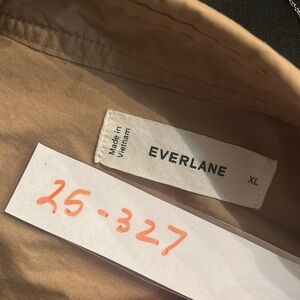 Made in
Vietnam
EVERLANE
XL
25-327